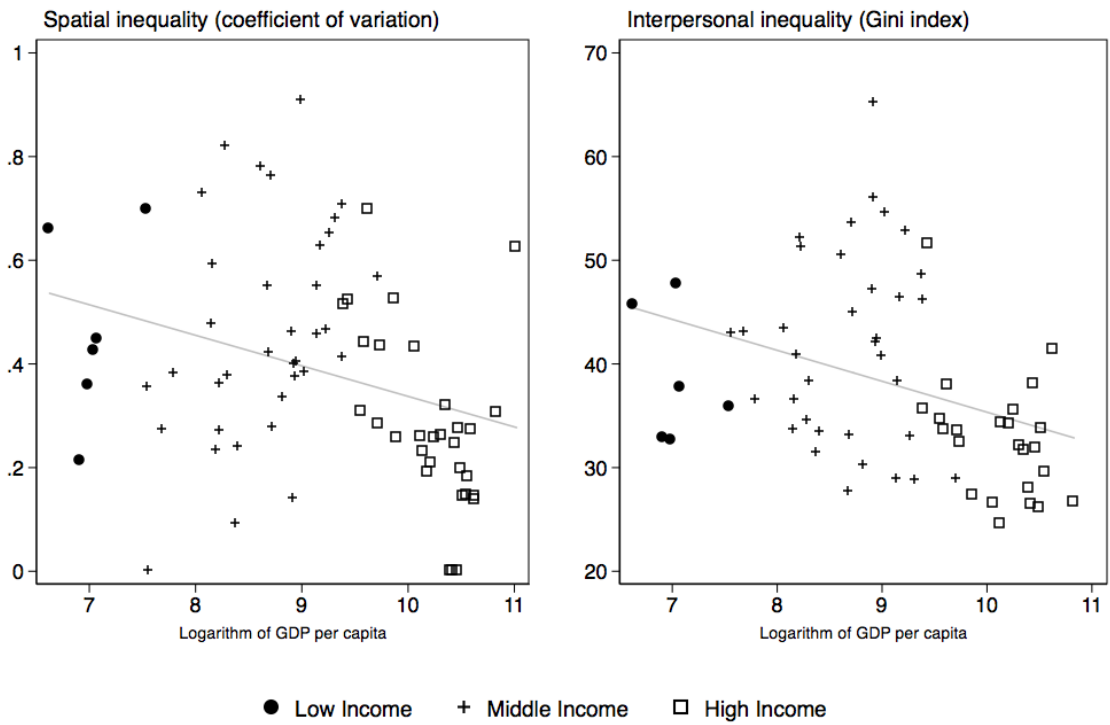 Spatial inequality (coefficient of variation)
1
.8
.6
.4
.2
0
7 8 9 10 11
Logarithm of GDP per capita
Interpersonal inequality (Gini index)
70
60
50
40
30
20
7 8 9 10 11
Logarithm of GDP per capita
Low Income Middle Income High Income